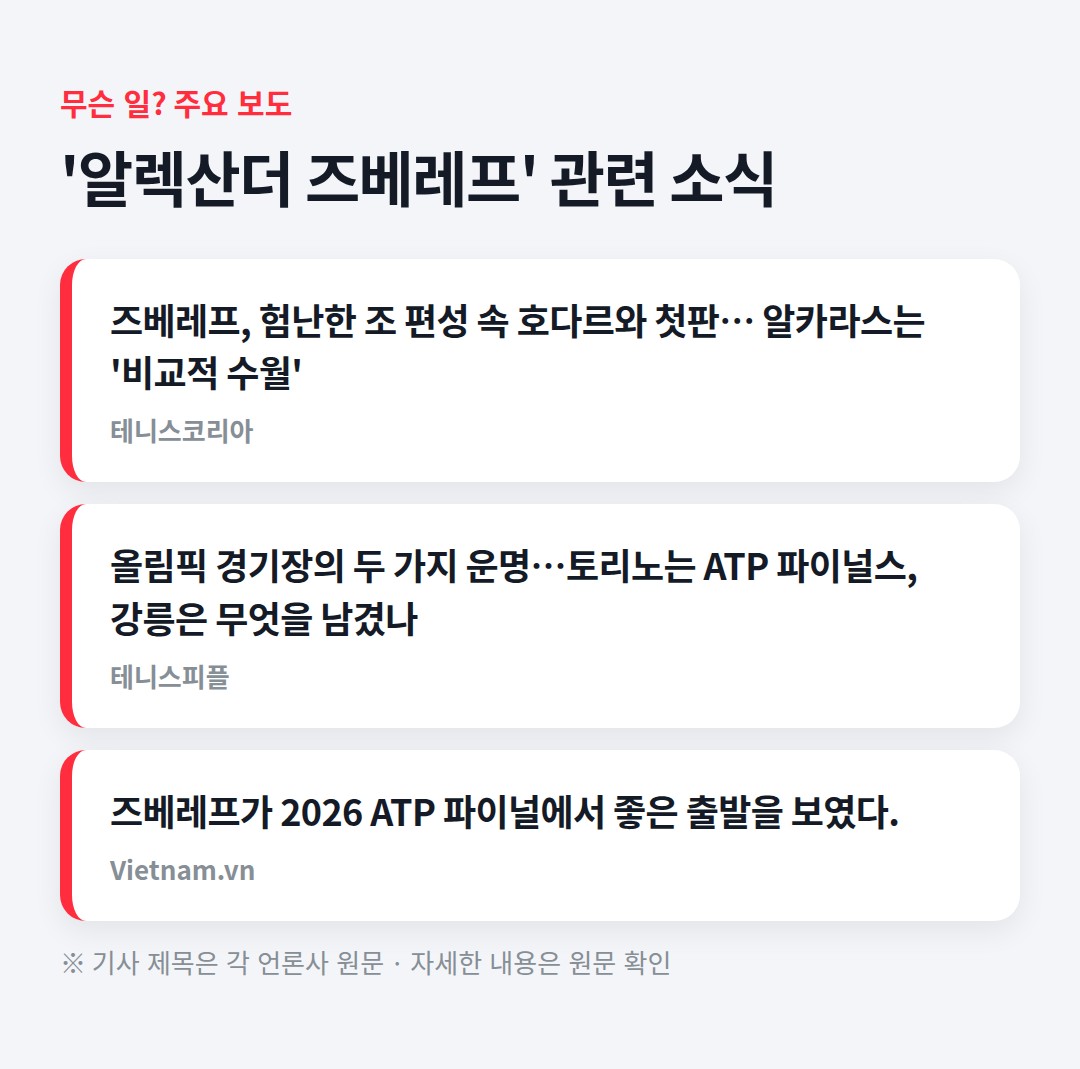 무슨 일? 주요 보도
'알렉산더 즈베레프' 관련 소식
즈베레프, 험난한 조 편성 속 호다르와 첫판… 알카라스는
'비교적 수월'
테니스코리아
올림픽 경기장의 두 가지 운명…토리노는 ATP 파이널스,
강릉은 무엇을 남겼나
테니스피플
즈베레프가 2026 ATP 파이널에서 좋은 출발을 보였다.
Vietnam.vn
※ 기사 제목은 각 언론사 원문 · 자세한 내용은 원문 확인